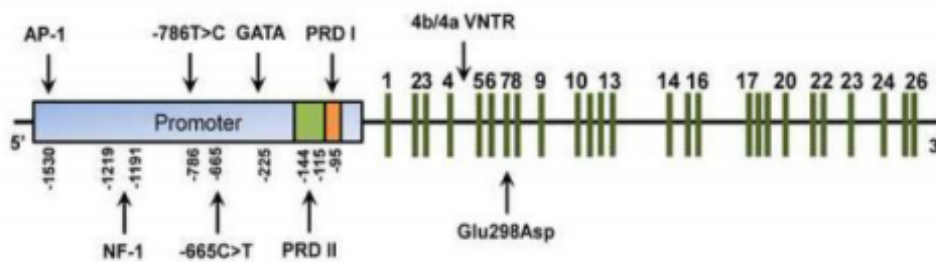 4b/4a VNTR
AP-1 -786T>C GATA PRD I
1 23 4 56 78 9 10 13 14 16 17 20 21 23 24 26
Promoter
5' 3
-1530 -1219 -1191 -786 -665 -225 -144 -115 -95
Glu298Asp
NF-1 -665C>T PRD II